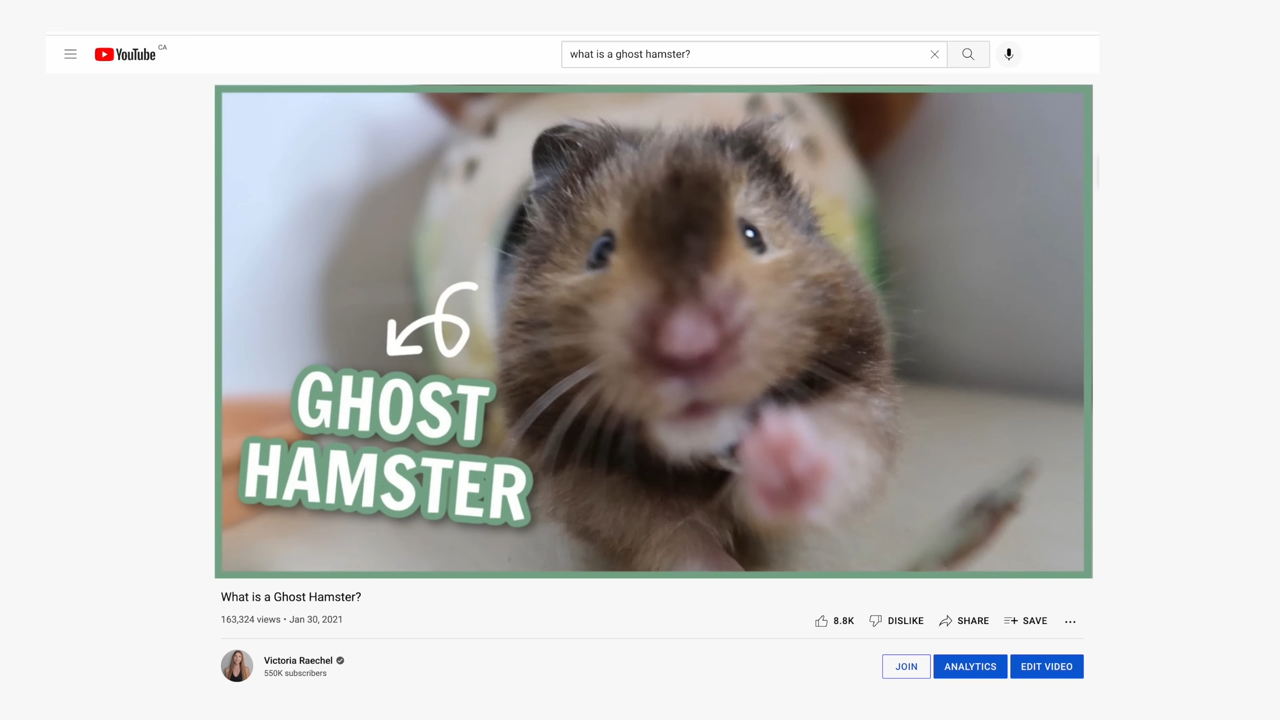 YouTube CA
what is a ghost hamster?
GHOST
HAMSTER
What is a Ghost Hamster?
163,324 views • Jan 30, 2021
8.8K DISLIKE SHARE SAVE
Victoria Raechel
550K subscribers
JOIN ANALYTICS EDIT VIDEO